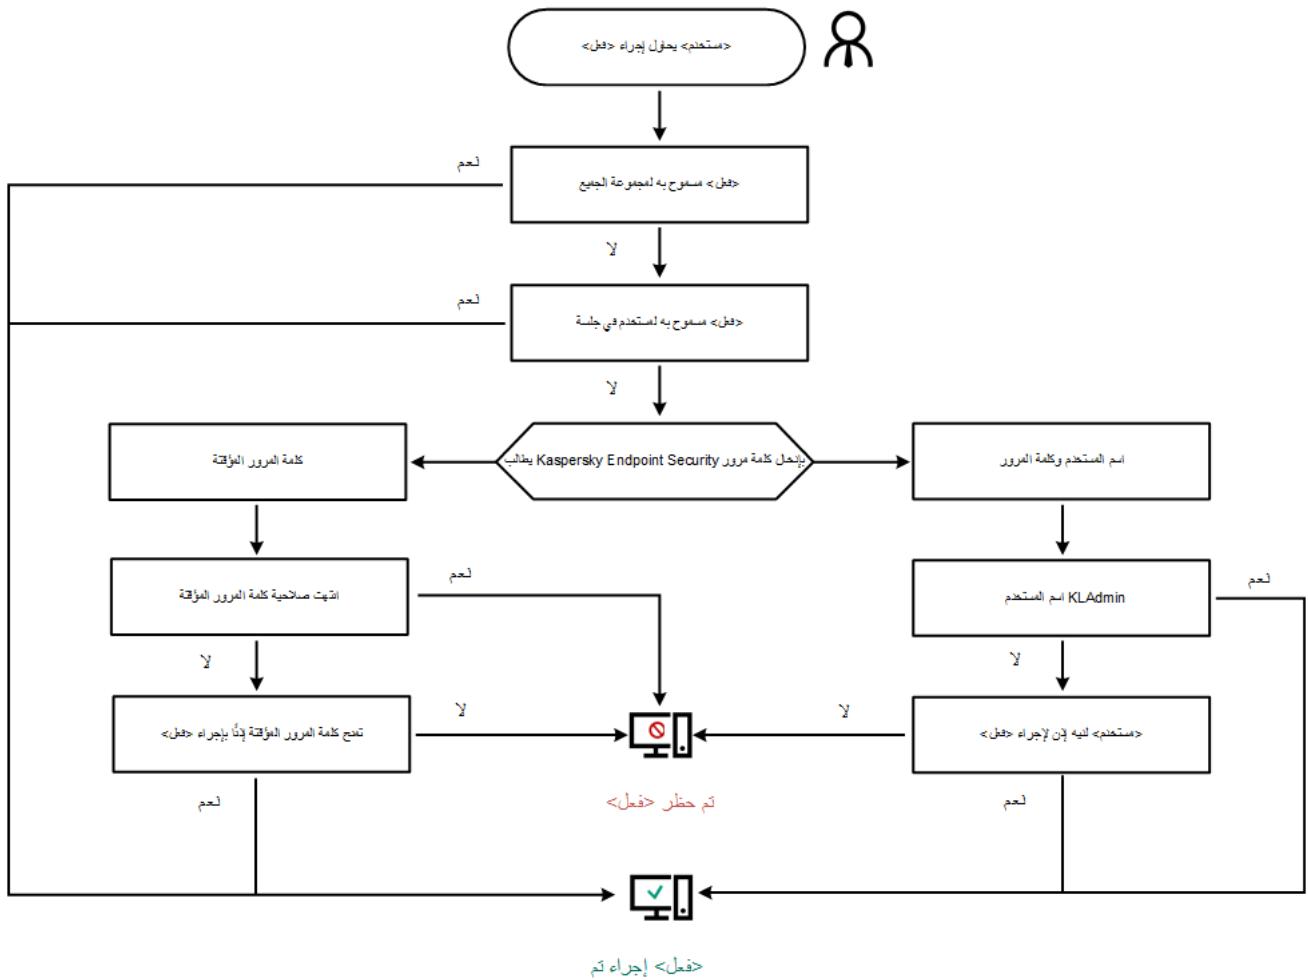 <مستخدم> يحاول إجراء <فعل>
نعم
<فعل> مسموح به لمجموعة الجميع
لا
نعم
<فعل> مسموح به لمستخدم في جلسة
لا
كلمة المرور المؤقتة
يطالب Kaspersky Endpoint Security بإدخال كلمة مرور
اسم المستخدم وكلمة المرور
نعم
نعم
انتهت صلاحية كلمة المرور المؤقتة
اسم المستخدم KLAdmin
لا
لا
تمنح كلمة المرور المؤقتة إذنًا بإجراء <فعل>
لا
لا
<مستخدم> لديه إذن لإجراء <فعل>
نعم
تم حظر <فعل>
نعم
<فعل> إجراء تم